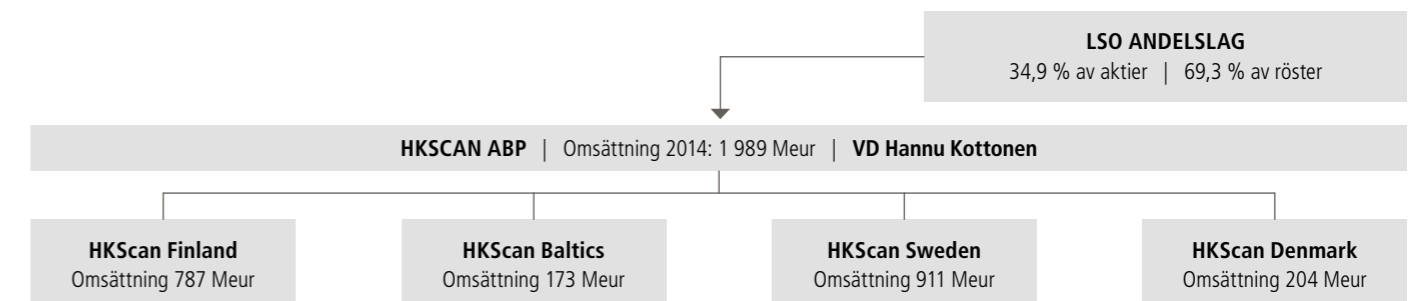 LSO ANDELSLAG
34,9 % av aktier | 69,3 % av röster
HKSCAN ABP | Omsättning 2014: 1 989 Meur | VD Hannu Kottonen
HKScan Finland
Omsättning 787 Meur
HKScan Baltics
Omsättning 173 Meur
HKScan Sweden
Omsättning 911 Meur
HKScan Denmark
Omsättning 204 Meur